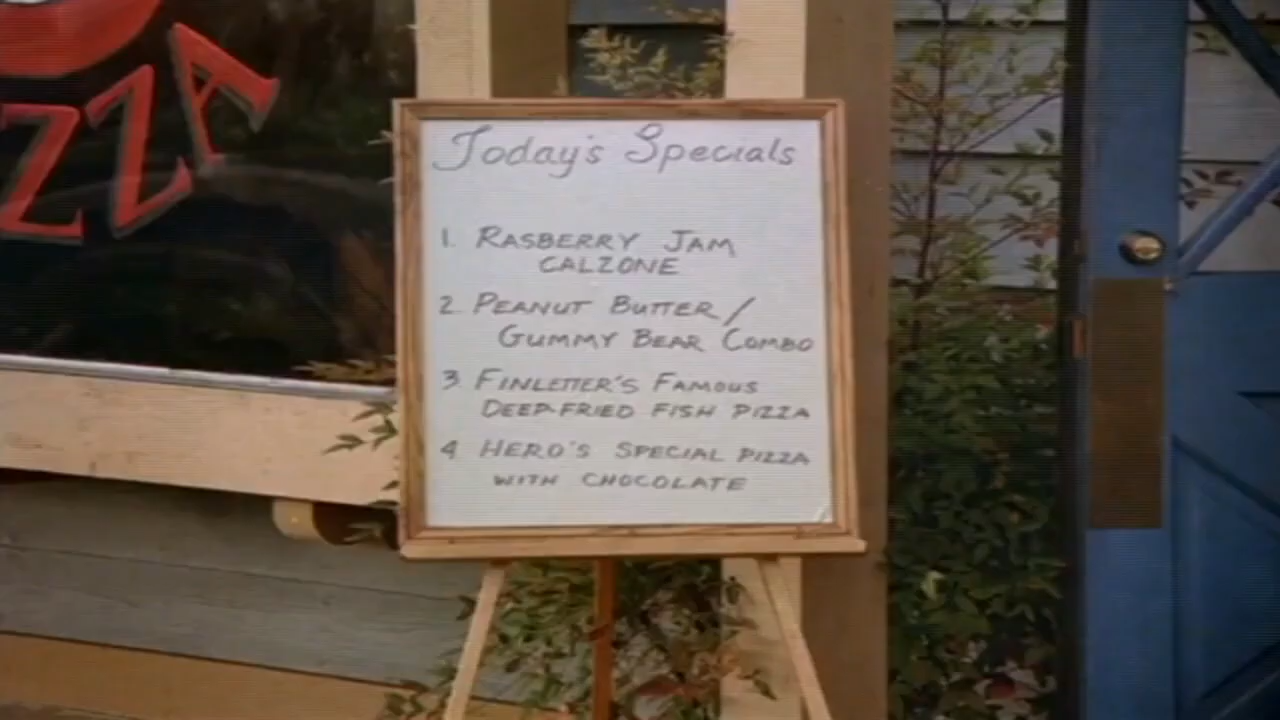 ZZA
Today's Specials
1. RASBERRY JAM
CALZONE
2. PEANUT BUTTER /
GUMMY BEAR COMBO
3. FINLETTER'S FAMOUS
DEEP-FRIED FISH PIZZA
4. HERO'S SPECIAL PIZZA
WITH CHOCOLATE